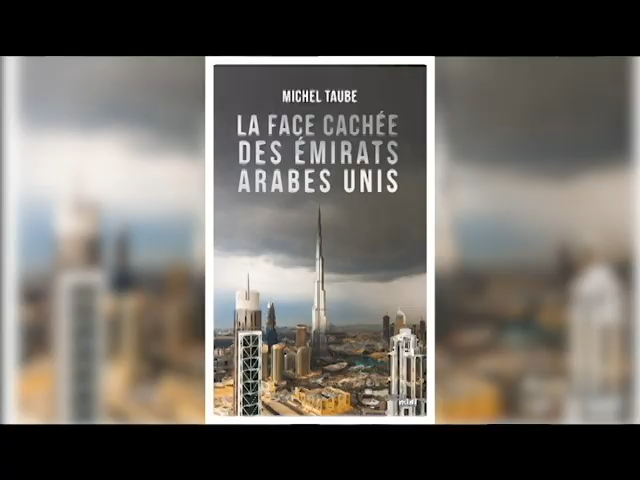 MICHEL TAUBE
LA FACE CACHÉE
DES ÉMIRATS
ARABES UNIS